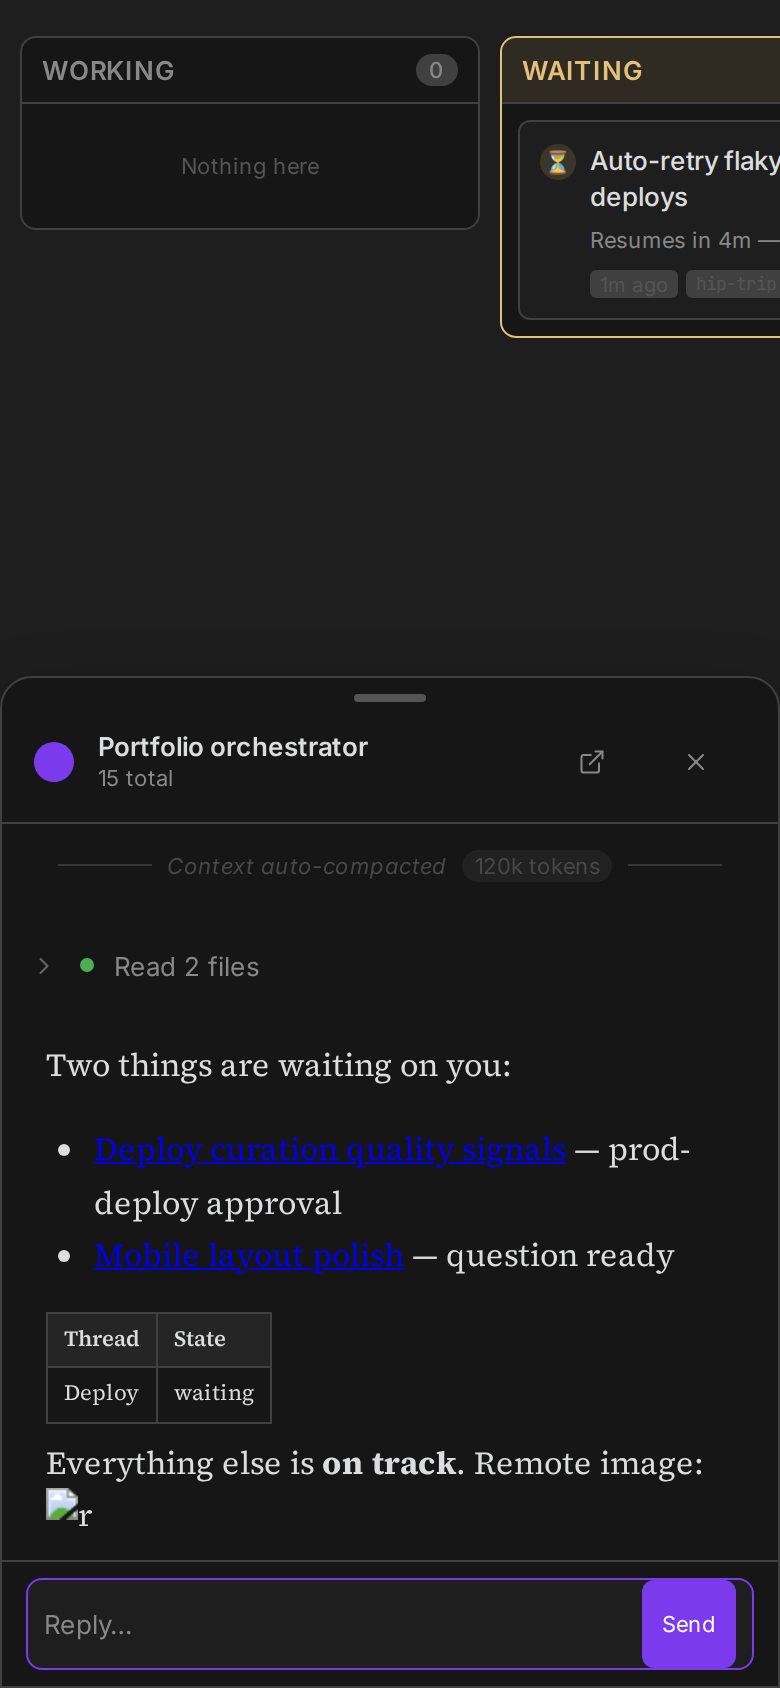 WORKING
0
Nothing here
WAITING
Auto-retry flaky
deploys
Resumes in 4m —
1m ago
hip-trip
Portfolio orchestrator
15 total
Context auto-compacted
120k tokens
Read 2 files
Two things are waiting on you:
Deploy curation quality signals — prod-
deploy approval
Mobile layout polish — question ready
Thread State
Deploy waiting
Everything else is on track. Remote image:
r
Reply...
Send